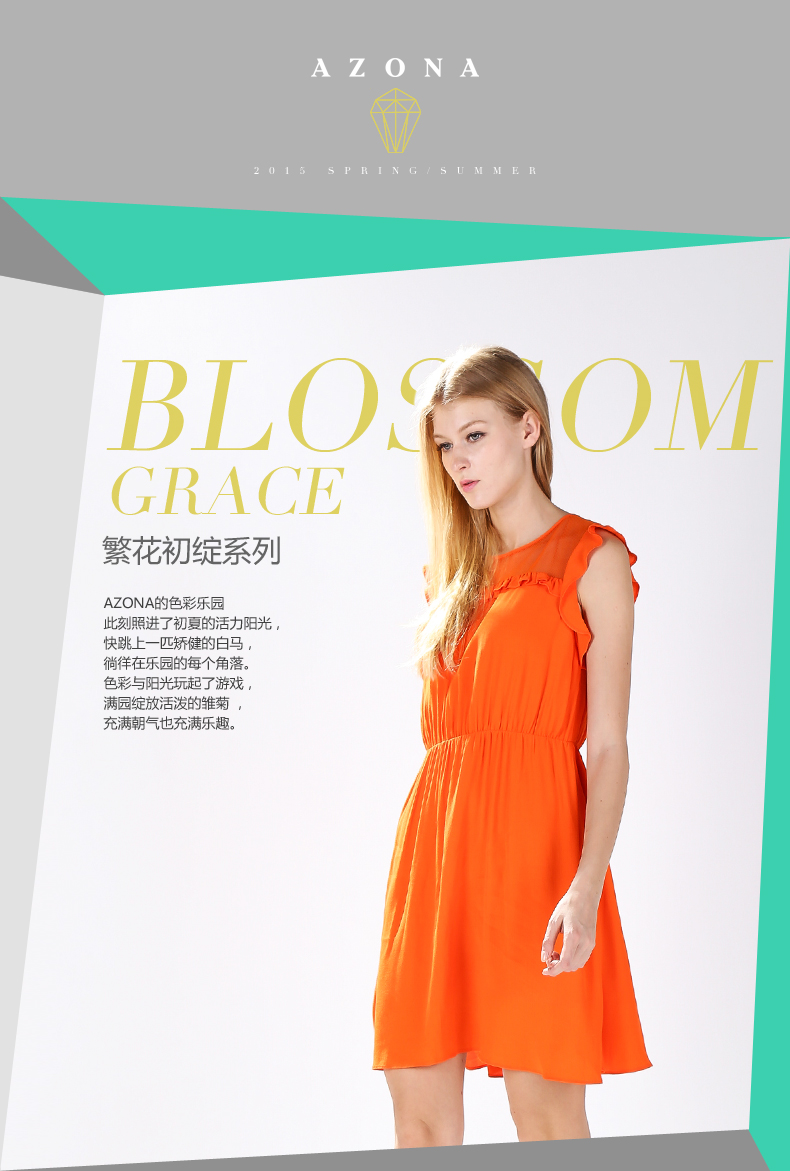 AZONA
2015 SPRING/SUMMER
BLOSSOM
GRACE
繁花初绽系列
AZONA的色彩乐园
此刻照进了初夏的活力阳光，
快跳上一匹矫健的白马，
徜徉在乐园的每个角落。
色彩与阳光玩起了游戏，
满园绽放活泼的雏菊 ，
充满朝气也充满乐趣。